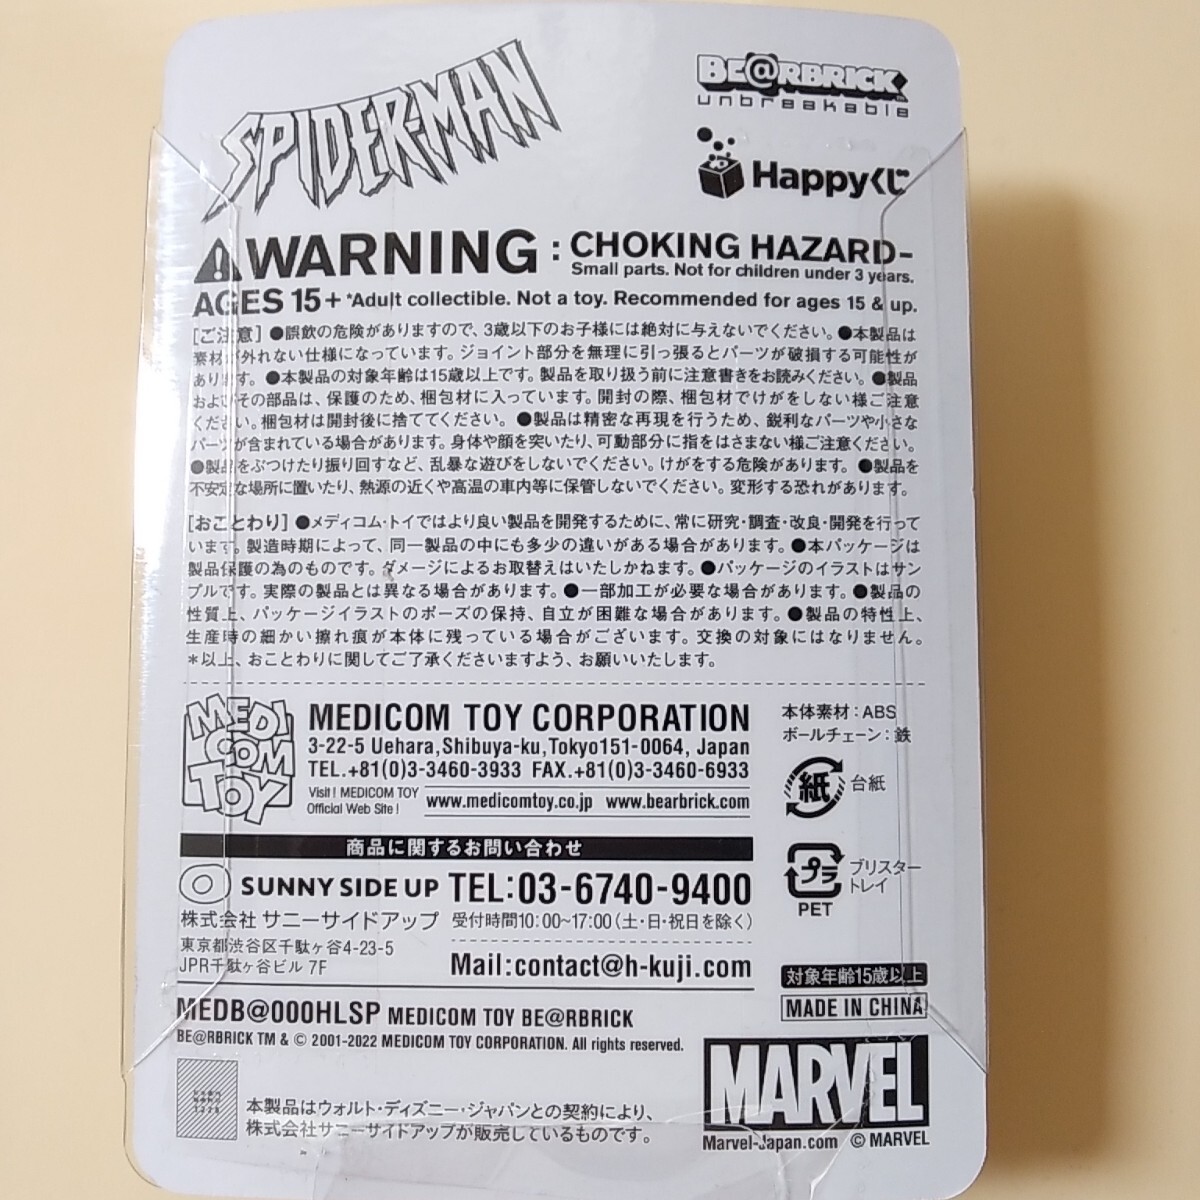 SPIDER-MAN
BE@RBRICK TM
unbreakable
Happyくじ
WARNING : CHOKING HAZARD-
Small parts. Not for children under 3 years.
AGES 15+ *Adult collectible. Not a toy. Recommended for ages 15 & up.
[ご注意] ●誤飲の危険がありますので、3歳以下のお子様には絶対に与えないでください。●本製品は
素材が外れない仕様になっています。ジョイント部分を無理に引っ張るとパーツが破損する可能性が
あります。●本製品の対象年齢は15歳以上です。製品を取り扱う前に注意書きをお読みください。●製品
およびその部品は、保護のため、梱包材に入っています。開封の際、梱包材でけがをしない様ご注意
ください。梱包材は開封後に捨ててください。●製品は精密な再現を行うため、鋭利なパーツや小さな
パーツが含まれている場合があります。身体や顔を突いたり、可動部分に指をはさまない様ご注意ください。
●製品をぶつけたり振り回すなど、乱暴な遊びをしないでください。けがをする危険があります。●製品を
不安定な場所に置いたり、熱源の近くや高温の車内等に保管しないでください。変形する恐れがあります。
[おことわり] ●メディコム・トイではより良い製品を開発するために、常に研究・調査・改良・開発を行って
います。製造時期によって、同一製品の中にも多少の違いがある場合があります。●本パッケージは
製品保護の為のものです。ダメージによるお取替えはいたしかねます。●パッケージのイラストはサン
プルです。実際の製品とは異なる場合があります。●一部加工が必要な場合があります。●製品の
性質上、パッケージイラストのポーズの保持、自立が困難な場合があります。●製品の特性上、
生産時の細かい擦れ痕が本体に残っている場合がございます。交換の対象にはなりません。
*以上、おことわりに関してご了承くださいますよう、お願いいたします。
MEDI
COM
TOY
MEDICOM TOY CORPORATION
3-22-5 Uehara,Shibuya-ku,Tokyo151-0064, Japan
TEL.+81(0)3-3460-3933 FAX.+81(0)3-3460-6933
Visit! MEDICOM TOY
Official Web Site!
www.medicomtoy.co.jp www.bearbrick.com
本体素材：ABS
ボールチェーン：鉄
紙 台紙
プラ ブリスター
トレイ
PET
商品に関するお問い合わせ
SUNNY SIDE UP TEL:03-6740-9400
株式会社 サニーサイドアップ 受付時間10:00~17:00(土・日・祝日を除く)
東京都渋谷区千駄ヶ谷4-23-5
JPR千駄ヶ谷ビル 7F
Mail:contact@h-kuji.com
対象年齢15歳以上
MADE IN CHINA
MEDB@000HLSP MEDICOM TOY BE@RBRICK
BE@RBRICK TM & © 2001-2022 MEDICOM TOY CORPORATION. All rights reserved.
本製品はウォルト・ディズニー・ジャパンとの契約により、
株式会社サニーサイドアップが販売しているものです。
MARVEL
Marvel-Japan.com © MARVEL